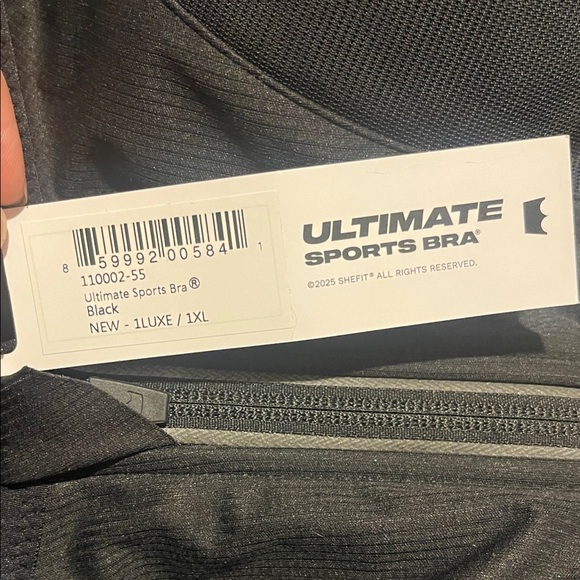 8 59992 00584 1
110002-55
Ultimate Sports Bra®
Black
NEW - 1LUXE / 1XL
ULTIMATE
SPORTS BRA®
©2025 SHEFIT® ALL RIGHTS RESERVED.